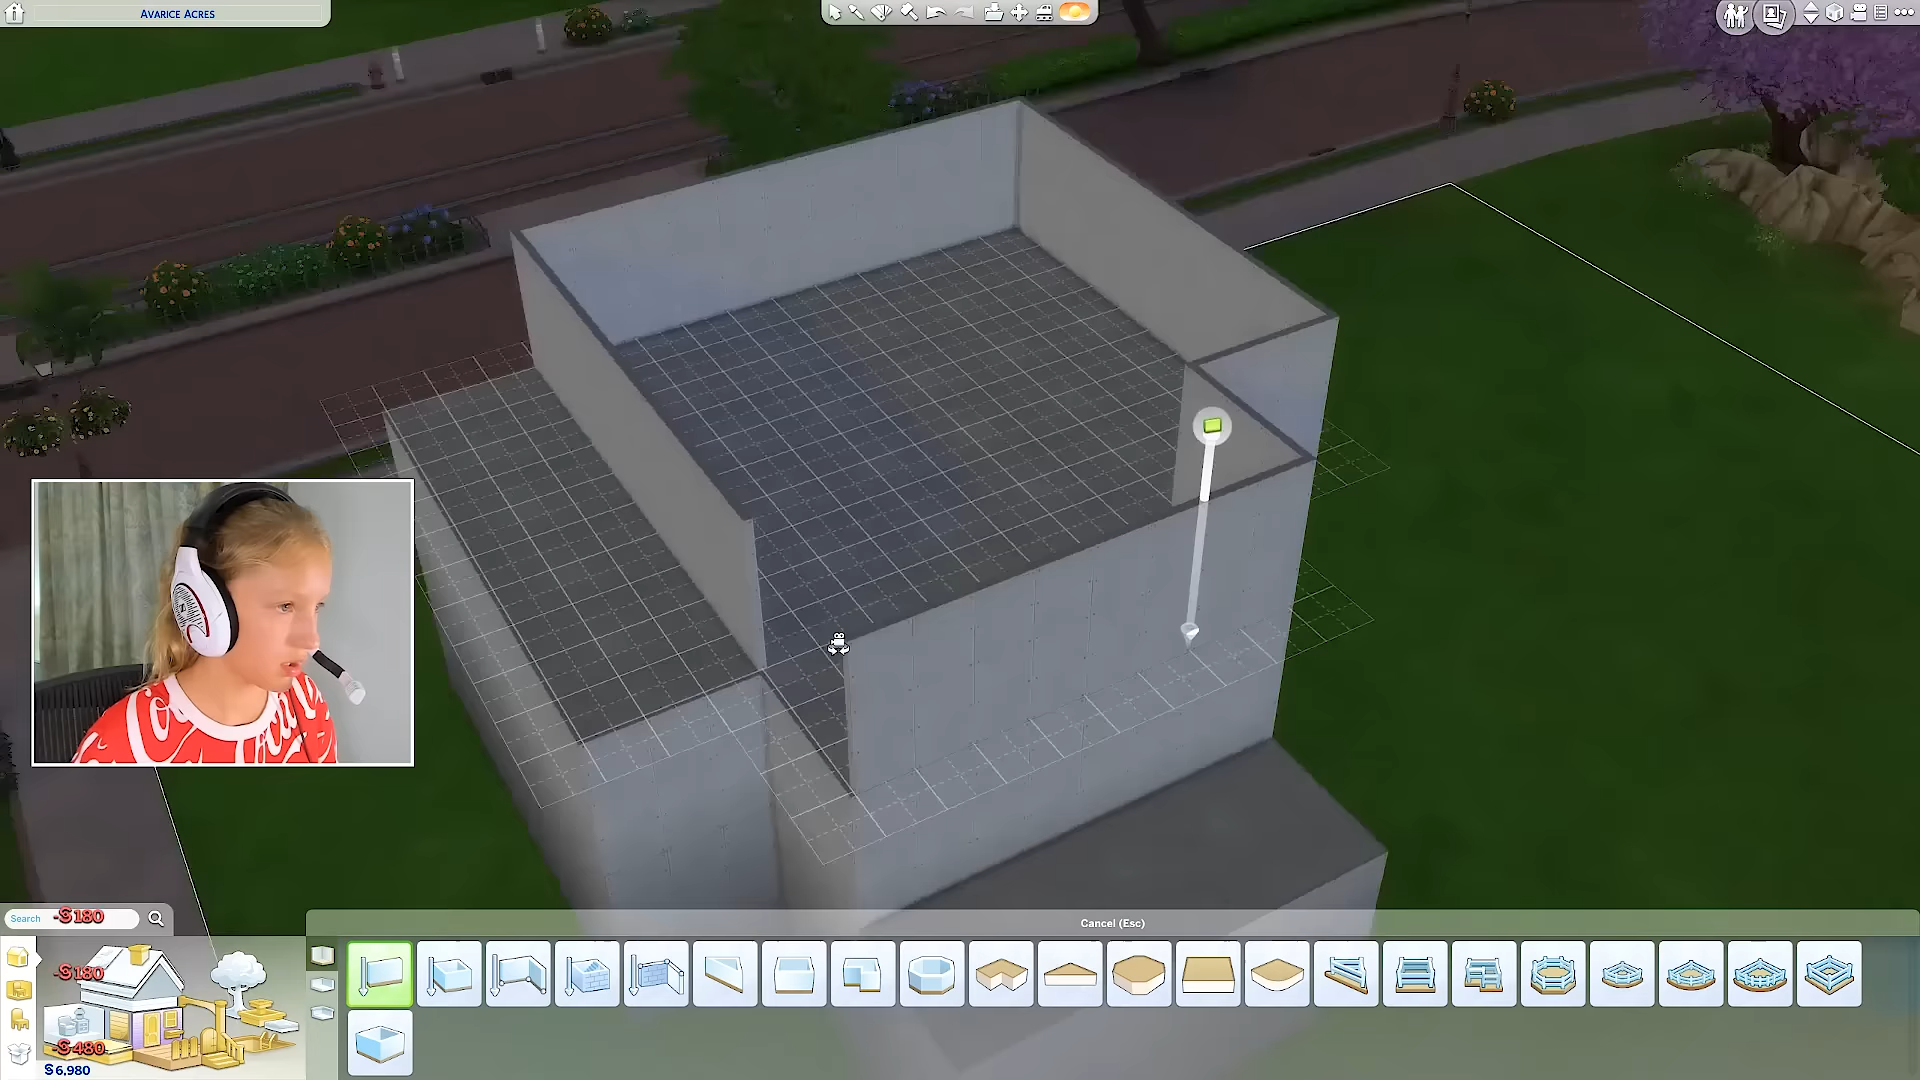 AVARICE ACRES
Search
-§180
-§180
-§480
§6,980
Cancel (Esc)